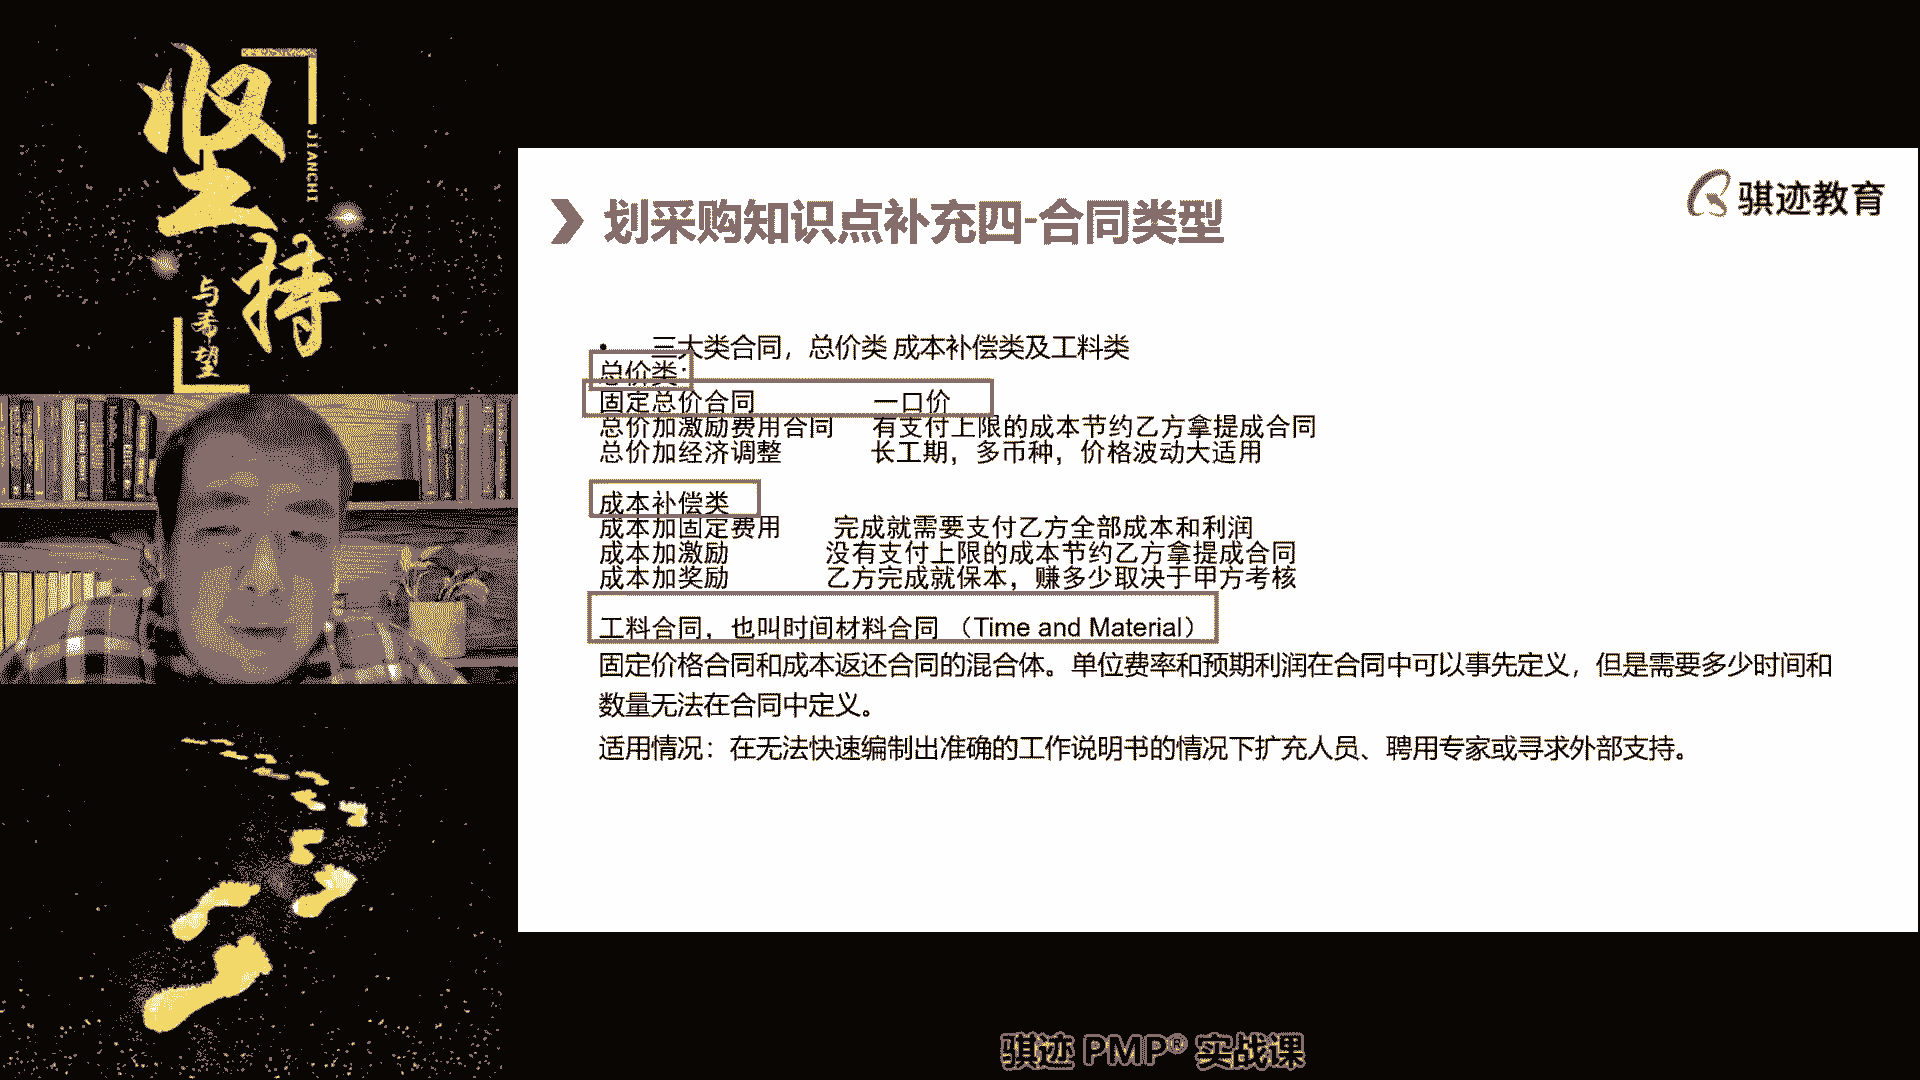 坚持
JIANCHI
与希望
骐迹教育
划采购知识点补充四-合同类型
• 三大类合同，总价类 成本补偿类及工料类
总价类：
固定总价合同 一口价
总价加激励费用合同 有支付上限的成本节约乙方拿提成合同
总价加经济调整 长工期，多币种，价格波动大适用
成本补偿类
成本加固定费用 完成就需要支付乙方全部成本和利润
成本加激励 没有支付上限的成本节约乙方拿提成合同
成本加奖励 乙方完成就保本，赚多少取决于甲方考核
工料合同，也叫时间材料合同 （Time and Material）
固定价格合同和成本返还合同的混合体。单位费率和预期利润在合同中可以事先定义，但是需要多少时间和
数量无法在合同中定义。
适用情况：在无法快速编制出准确的工作说明书的情况下扩充人员、聘用专家或寻求外部支持。
骐迹 PMP® 实战课